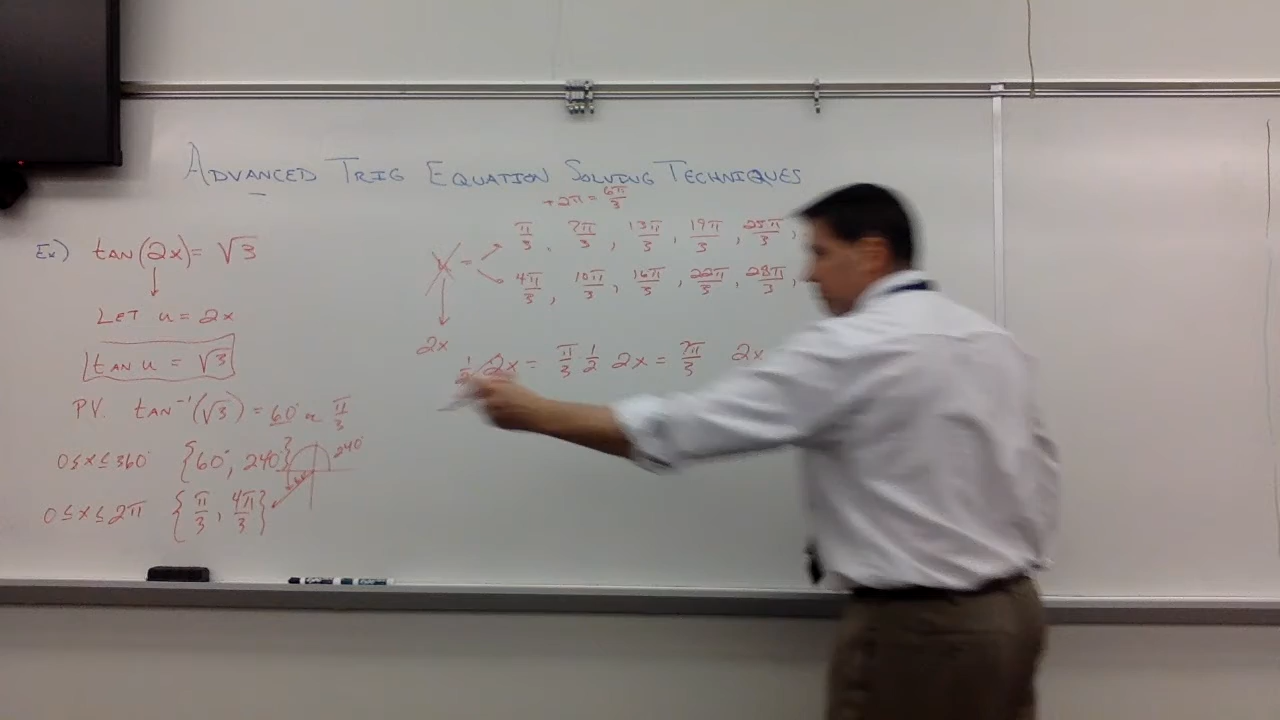 ADVANCED TRIG EQUATION SOLVING TECHNIQUES
Ex) tan(2x) = √3
LET u = 2x
tan u = √3
P.V. tan⁻¹(√3) = 60° π/3
0≤x≤360° {60°, 240°} 240°
0≤x≤2π {π/3, 4π/3}
+2π = 6π/3
= π/3, 7π/3, 13π/3, 19π/3, 25π/3,
4π/3, 10π/3, 16π/3, 22π/3, 28π/3,
2x
1/2 · 2x = π/3 · 1/2 2x = 7π/3 2x